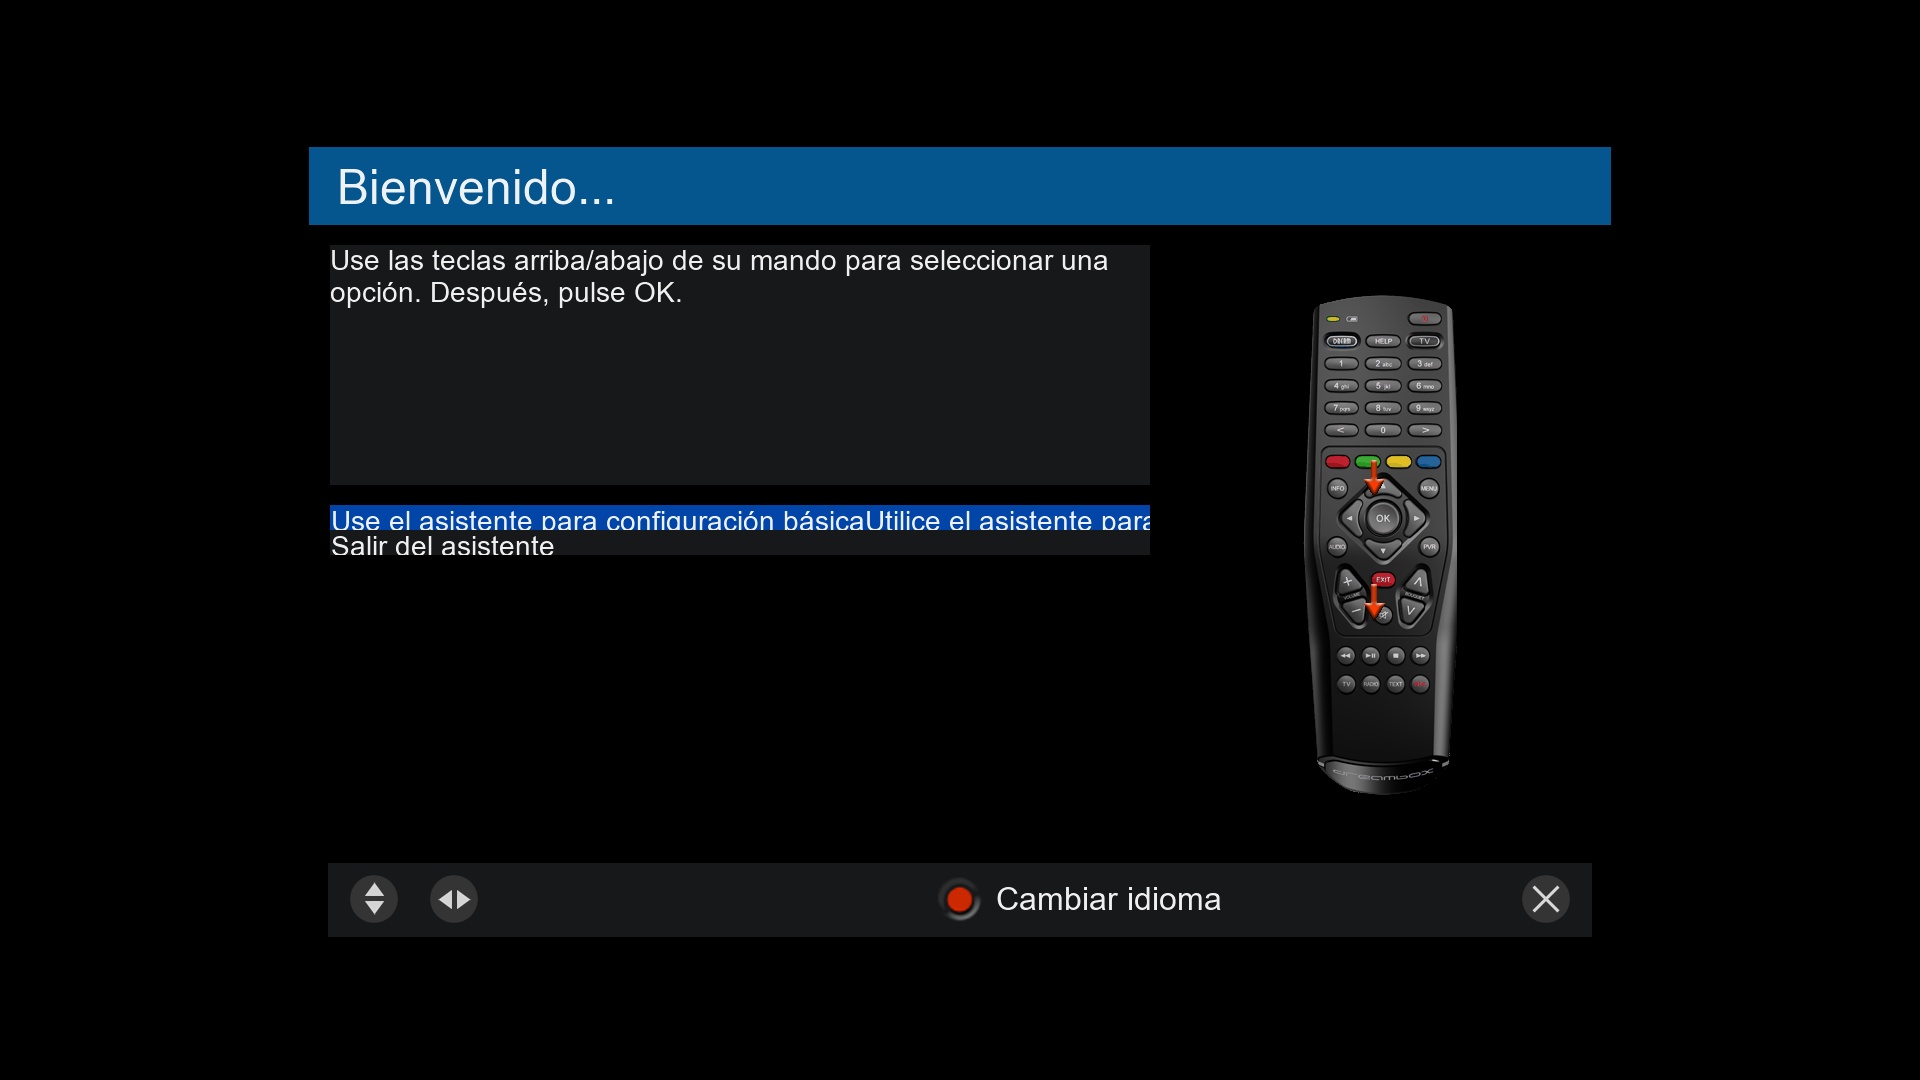 Bienvenido...
Use las teclas arriba/abajo de su mando para seleccionar una
opción. Después, pulse OK.
Use el asistente para configuración básicaUtilice el asistente para
Salir del asistente
HELP TV
1 2 abc 3 def
4 ghi 5 jkl 6 mno
7 pqrs 8 tuv 9 wxyz
< 0 >
INFO MENU
OK
AUDIO PVR
EXIT
VOLUME BOUQUET
TV RADIO TEXT
dreambox
Cambiar idioma